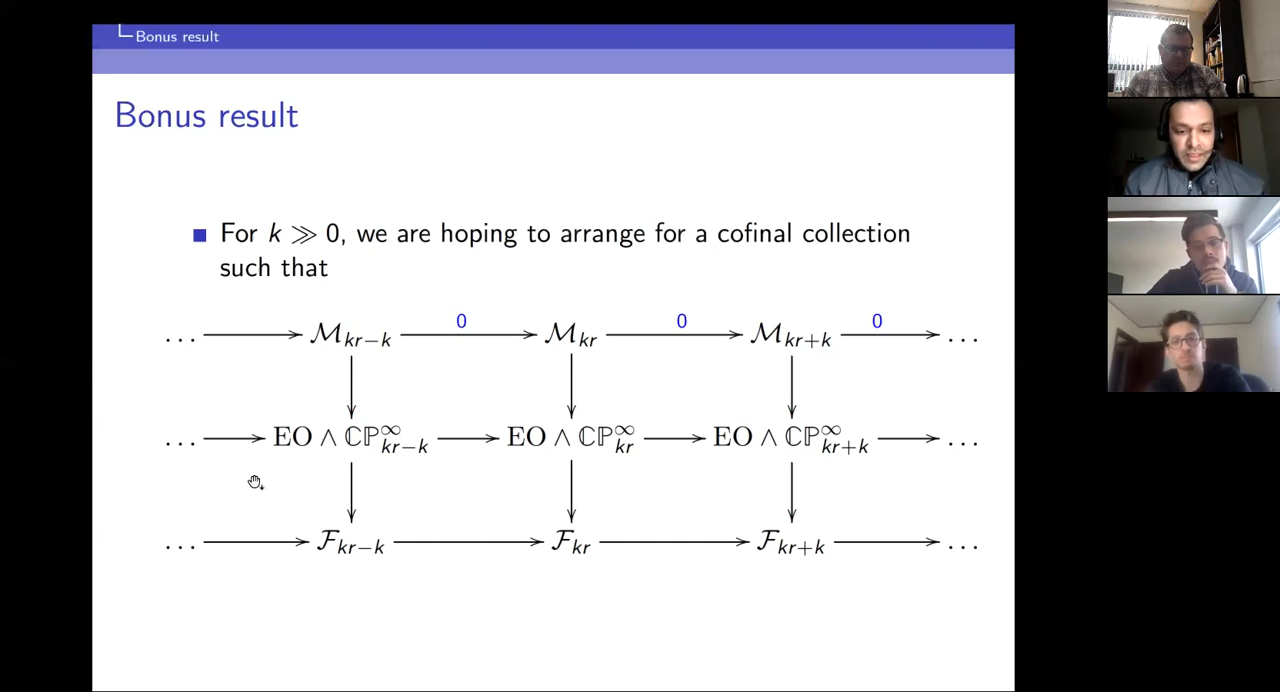 Bonus result
Bonus result
For k ≫ 0, we are hoping to arrange for a cofinal collection
such that
... M_{kr−k} 0 M_{kr} 0 M_{kr+k} 0 ...
... EO ∧ ℂℙ^∞_{kr−k} EO ∧ ℂℙ^∞_{kr} EO ∧ ℂℙ^∞_{kr+k} ...
... F_{kr−k} F_{kr} F_{kr+k} ...